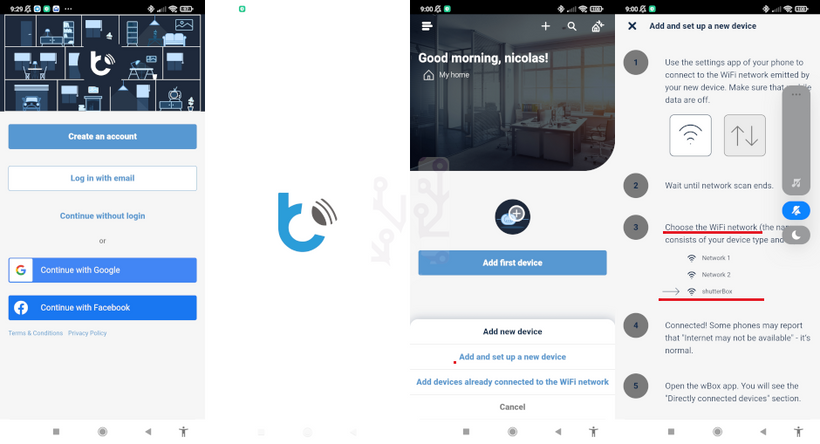 9:29
Create an account
Log in with email
Continue without login
or
Continue with Google
Continue with Facebook
Terms & Conditions Privacy Policy
9:00
Good morning, nicolas!
My home
Add first device
Add new device
Add and set up a new device
Add devices already connected to the WiFi network
Cancel
9:00
Add and set up a new device
1
Use the settings app of your phone to
connect to the WiFi network emitted by
your new device. Make sure that
data are off.
2
Wait until network scan ends.
3
Choose the WiFi network (the
consists of your device type and
Network 1
Network 2
shutterBox
4
Connected! Some phones may report
that "Internet may not be available" - it's
normal.
5
Open the wBox app. You will see the
"Directly connected devices" section.